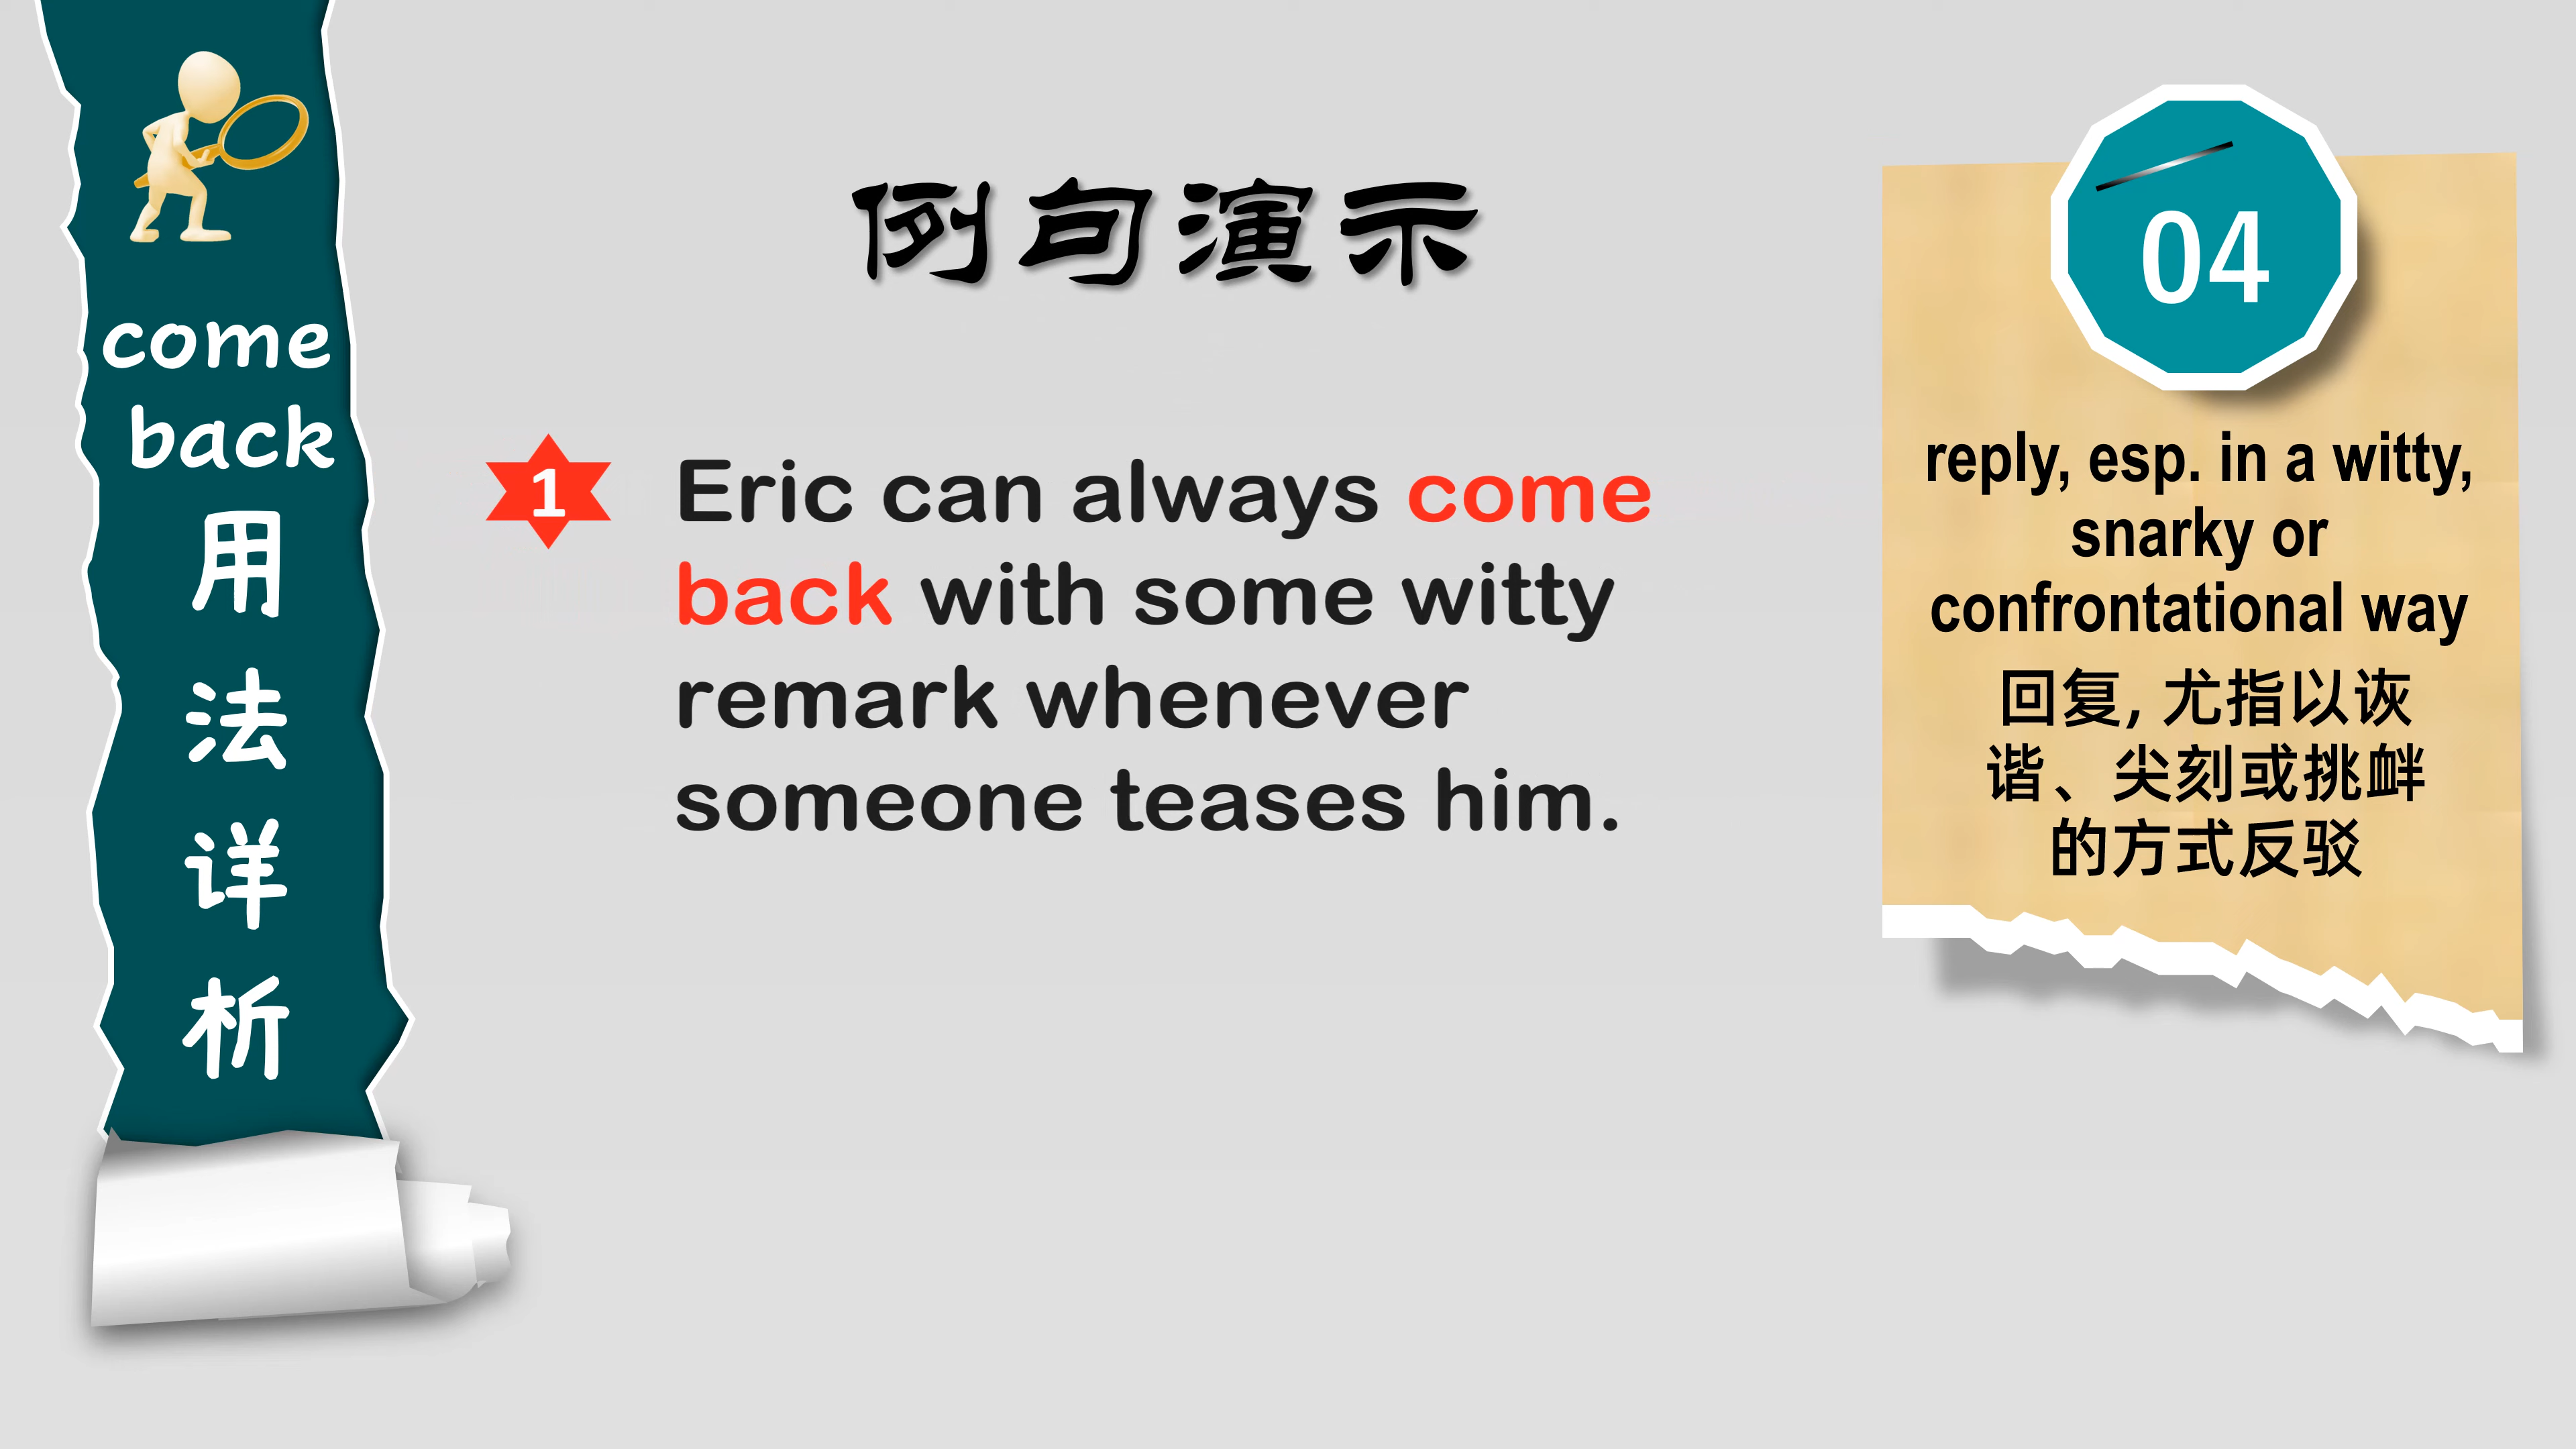 come
back
用
法
详
析
例句演示
1
Eric can always come
back with some witty
remark whenever
someone teases him.
04
reply, esp. in a witty,
snarky or
confrontational way
回复, 尤指以诙
谐、尖刻或挑衅
的方式反驳